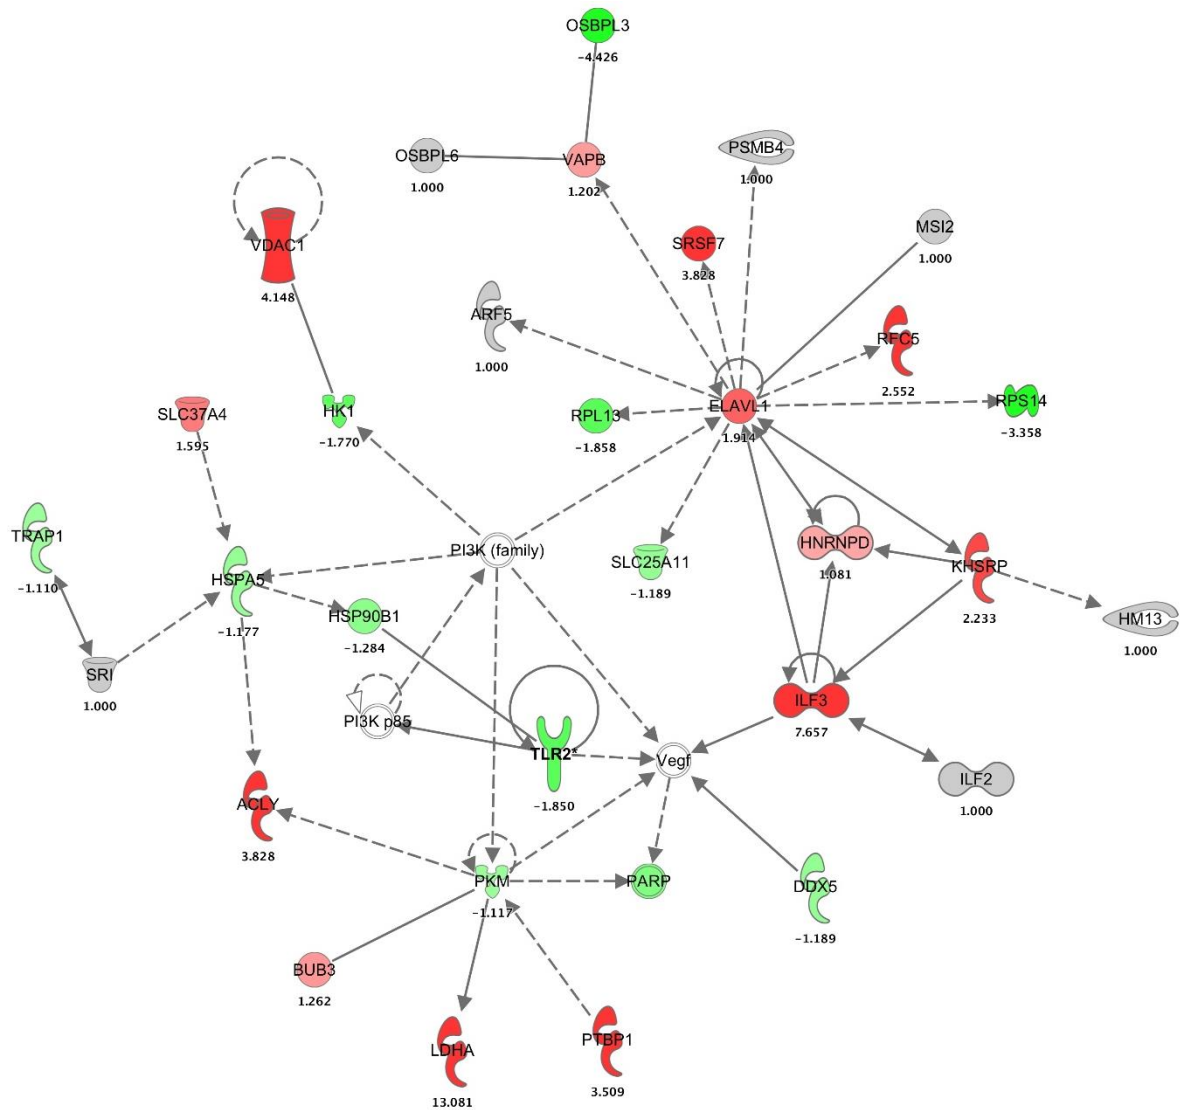 OSBPL3
-4.426
OSBPL6
1.000
VAPB
1.202
PSMB4
1.000
MSI2
1.000
VDAC1
4.148
SRSF7
3.828
ARF5
1.000
RFC5
2.552
SLC37A4
1.595
HK1
-1.770
RPL13
-1.858
ELAVL1
1.914
RPS14
-3.358
TRAP1
-1.110
PI3K (family)
SLC25A11
-1.189
HNRNPD
1.081
KHSRP
2.233
HSPA5
-1.177
HSP90B1
-1.284
HM13
1.000
SRI
1.000
PI3K p85
ILF3
7.657
TLR2*
-1.850
Vegf
ILF2
1.000
ACLY
3.828
PKM
-1.117
PARP
DDX5
-1.189
BUB3
1.262
LDHA
13.081
PTBP1
3.509